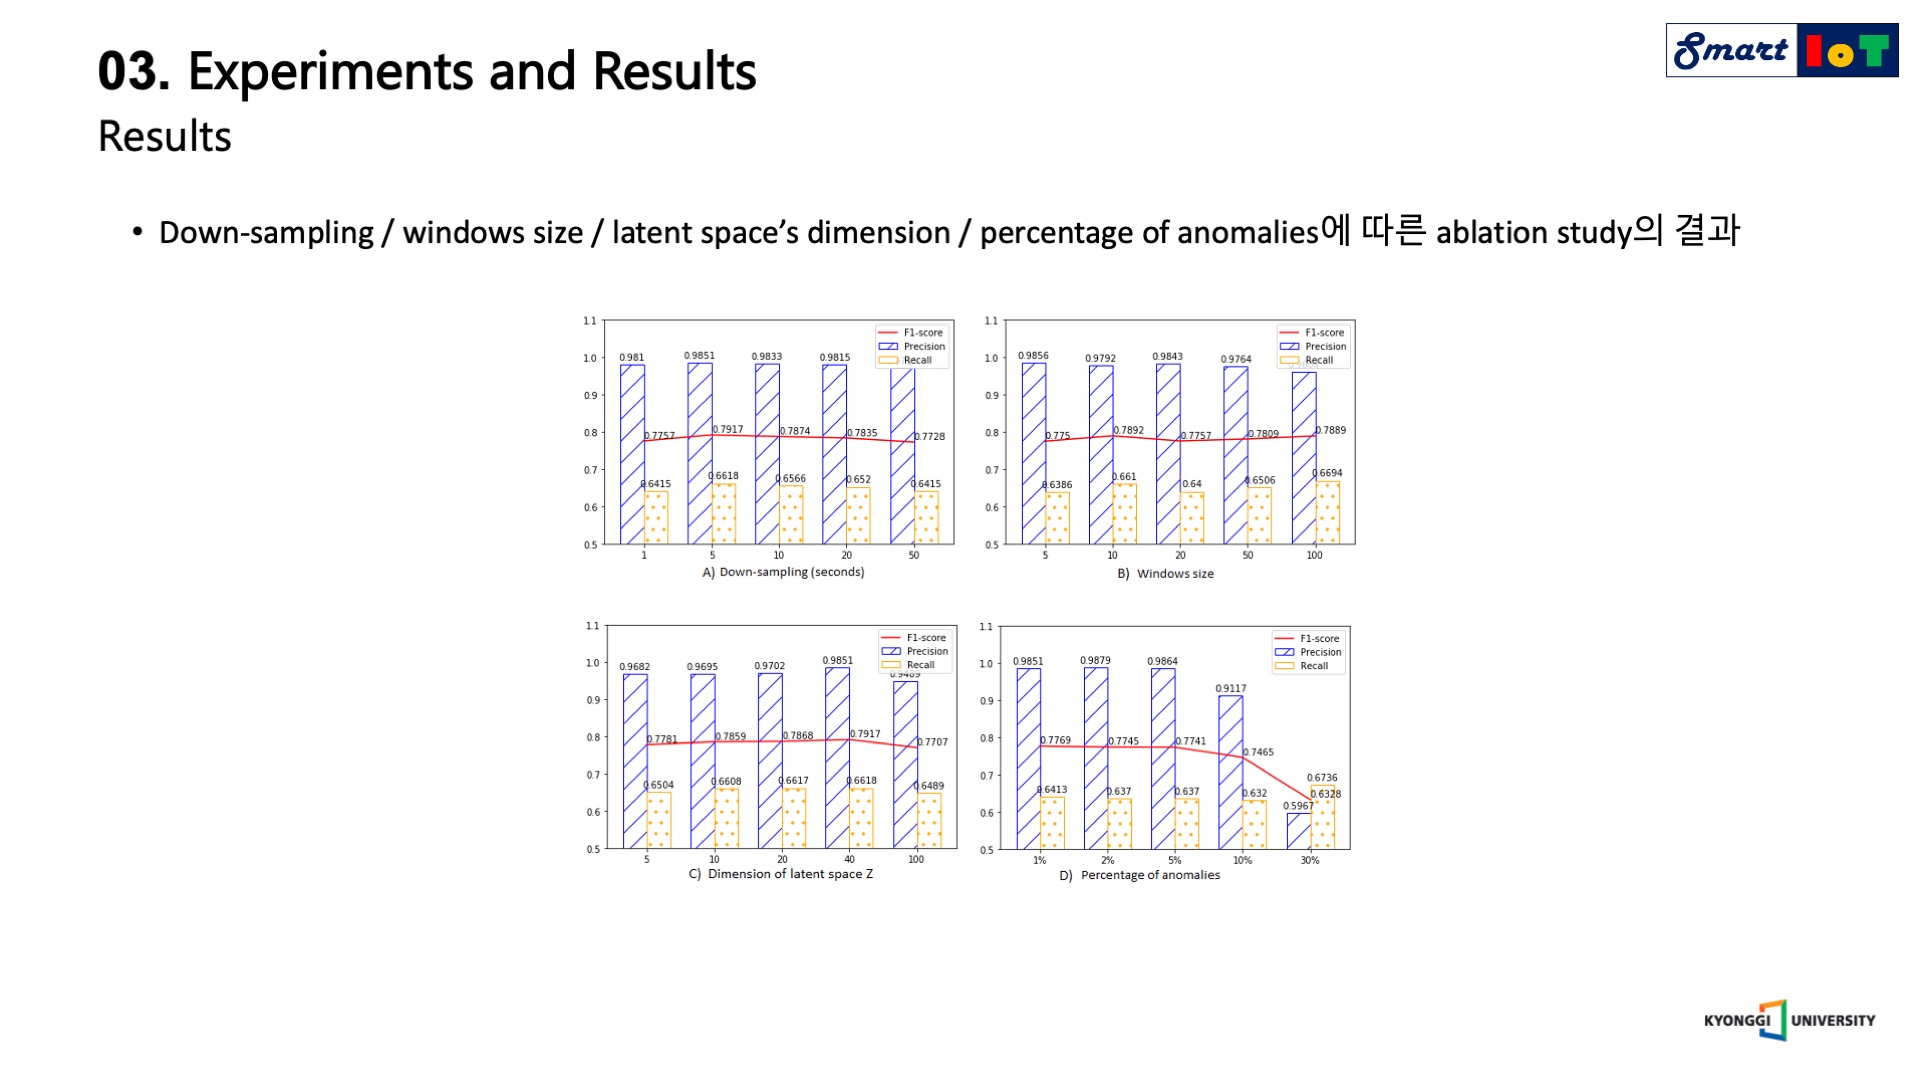 03. Experiments and Results
Smart IoT
Results
• Down-sampling / windows size / latent space’s dimension / percentage of anomalies에 따른 ablation study의 결과
1.1
1.0
0.9
0.8
0.7
0.6
0.5
F1-score
Precision
Recall
0.981 0.9851 0.9833 0.9815
0.7757 0.7917 0.7874 0.7835 0.7728
0.6415 0.6618 0.6566 0.652 0.6415
1 5 10 20 50
A) Down-sampling (seconds)
1.1
1.0
0.9
0.8
0.7
0.6
0.5
F1-score
Precision
Recall
0.9856 0.9792 0.9843 0.9764
0.775 0.7892 0.7757 0.7809 0.7889
0.6386 0.661 0.64 0.6506 0.6694
5 10 20 50 100
B) Windows size
1.1
1.0
0.9
0.8
0.7
0.6
0.5
F1-score
Precision
Recall
0.9682 0.9695 0.9702 0.9851 0.9489
0.7781 0.7859 0.7868 0.7917 0.7707
0.6504 0.6608 0.6617 0.6618 0.6489
5 10 20 40 100
C) Dimension of latent space Z
1.1
1.0
0.9
0.8
0.7
0.6
0.5
F1-score
Precision
Recall
0.9851 0.9879 0.9864 0.9117 0.5967
0.7769 0.7745 0.7741 0.7465 0.6328
0.6413 0.637 0.637 0.632 0.6736
1% 2% 5% 10% 30%
D) Percentage of anomalies
KYONGGI UNIVERSITY